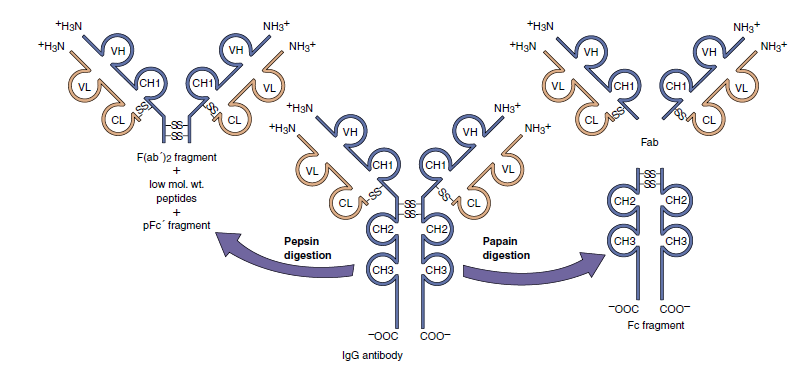 +H3N
+H3N
VH
VL
CH1
CL
SS
NH3+
NH3+
VH
VL
CH1
CL
SS
SS
SS
F(ab´)2 fragment
+
low mol. wt.
peptides
+
pFc´ fragment
Pepsin
digestion
+H3N
+H3N
VH
VL
CH1
CL
SS
NH3+
NH3+
VH
VL
CH1
CL
SS
SS
SS
CH2
CH2
CH3
CH3
–OOC
COO–
IgG antibody
Papain
digestion
+H3N
+H3N
VH
VL
CH1
CL
SS
NH3+
NH3+
VH
VL
CH1
CL
SS
Fab
SS
SS
CH2
CH2
CH3
CH3
–OOC
COO–
Fc fragment